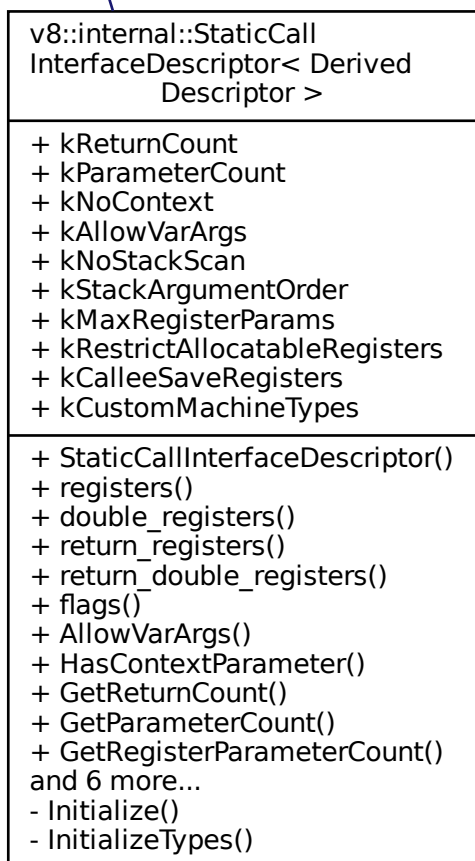 v8::internal::StaticCall
InterfaceDescriptor< Derived
Descriptor >
+ kReturnCount
+ kParameterCount
+ kNoContext
+ kAllowVarArgs
+ kNoStackScan
+ kStackArgumentOrder
+ kMaxRegisterParams
+ kRestrictAllocatableRegisters
+ kCalleeSaveRegisters
+ kCustomMachineTypes
+ StaticCallInterfaceDescriptor()
+ registers()
+ double_registers()
+ return_registers()
+ return_double_registers()
+ flags()
+ AllowVarArgs()
+ HasContextParameter()
+ GetReturnCount()
+ GetParameterCount()
+ GetRegisterParameterCount()
and 6 more...
- Initialize()
- InitializeTypes()